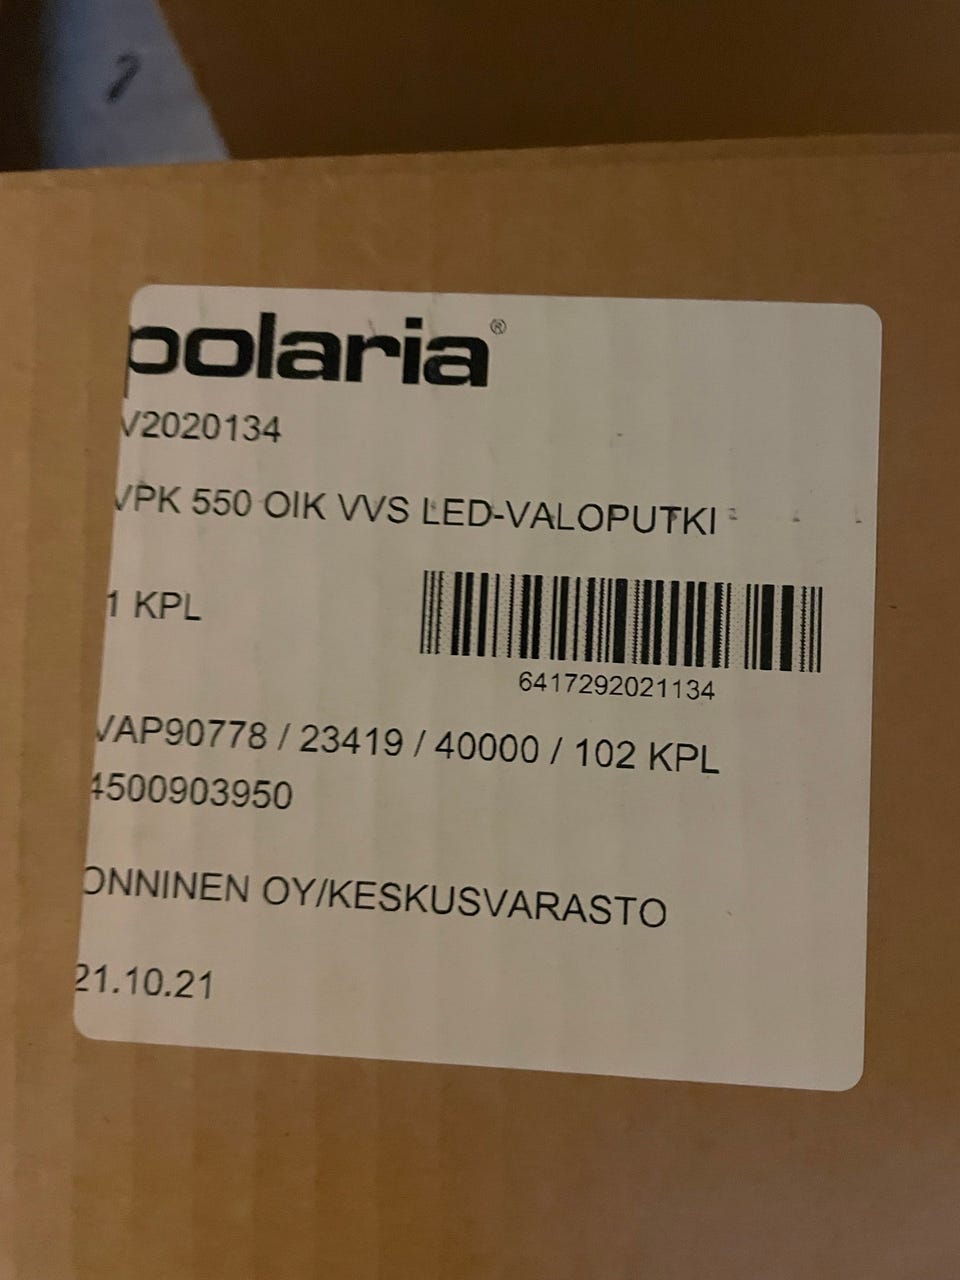 polaria®
V2020134
VPK 550 OIK VVS LED-VALOPUTKI
1 KPL
6417292021134
VAP90778 / 23419 / 40000 / 102 KPL
4500903950
ONNINEN OY/KESKUSVARASTO
21.10.21